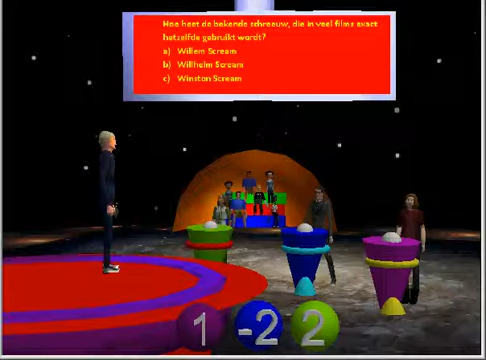 Hoe heet de bekende schreeuw, die in veel films exact
hetzelfde gebruikt wordt?
a) Willem Scream
b) Willhelm Scream
c) Winston Scream
1 -2 2